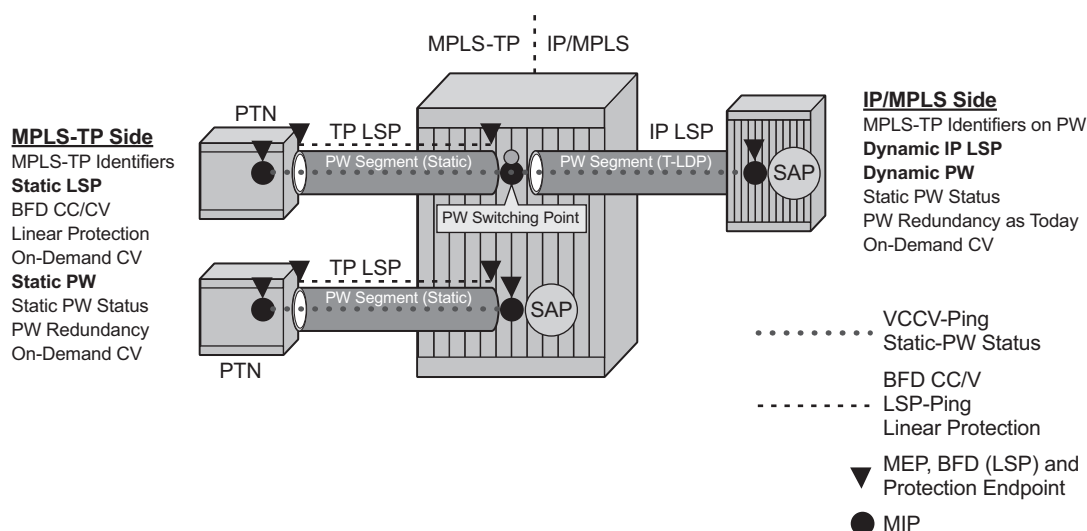 MPLS-TP
IP/MPLS
MPLS-TP Side
MPLS-TP Identifiers
Static LSP
BFD CC/CV
Linear Protection
On-Demand CV
Static PW
Static PW Status
PW Redundancy
On-Demand CV
PTN
TP LSP
PW Segment (Static)
IP LSP
PW Segment (T-LDP)
SAP
PW Switching Point
TP LSP
PW Segment (Static)
SAP
PTN
IP/MPLS Side
MPLS-TP Identifiers on PW
Dynamic IP LSP
Dynamic PW
Static PW Status
PW Redundancy as Today
On-Demand CV
VCCV-Ping
Static-PW Status
BFD CC/V
LSP-Ping
Linear Protection
MEP, BFD (LSP) and
Protection Endpoint
MIP